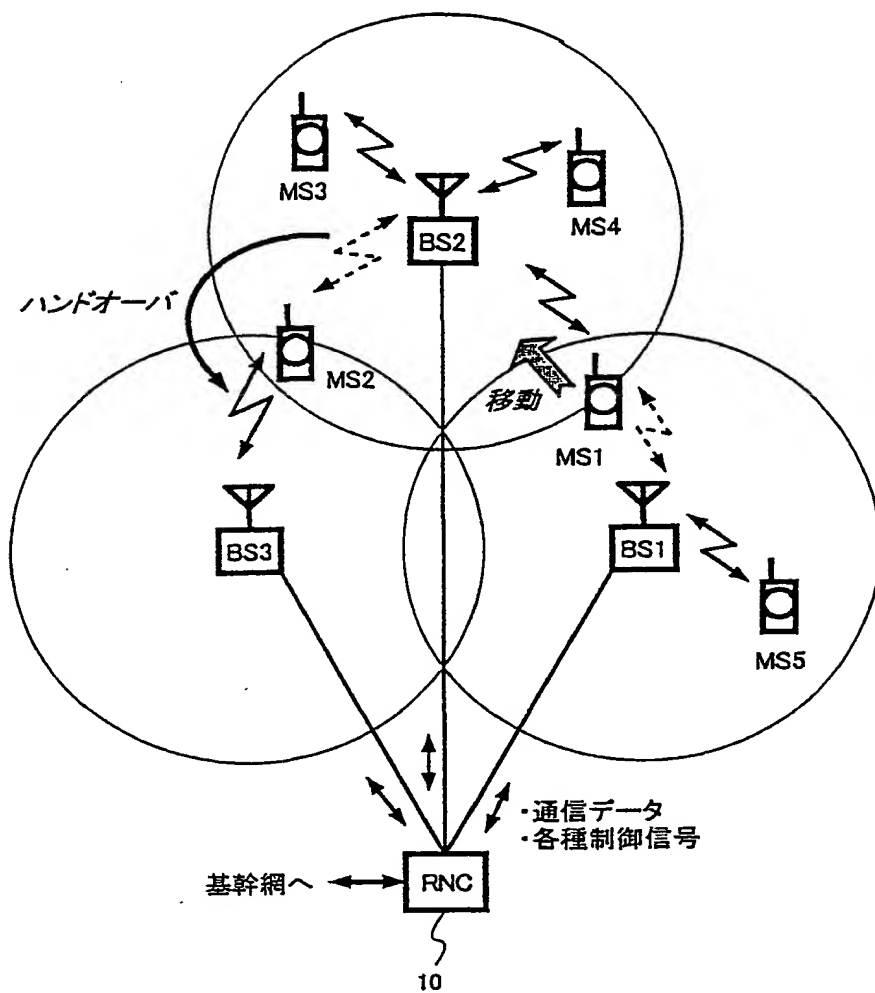 MS3
MS4
BS2
ハンドオーバ
MS2
移動
MS1
BS3
BS1
MS5
・通信データ
・各種制御信号
基幹網へ
RNC
10